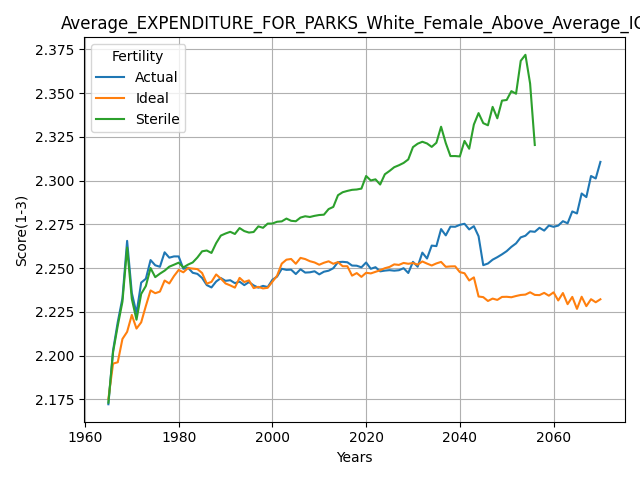 Average_EXPENDITURE_FOR_PARKS_White_Female_Above_Average_IQ
Fertility
Actual
Ideal
Sterile
2.375
2.350
2.325
2.300
2.275
2.250
2.225
2.200
2.175
Score(1-3)
1960
1980
2000
2020
2040
2060
Years